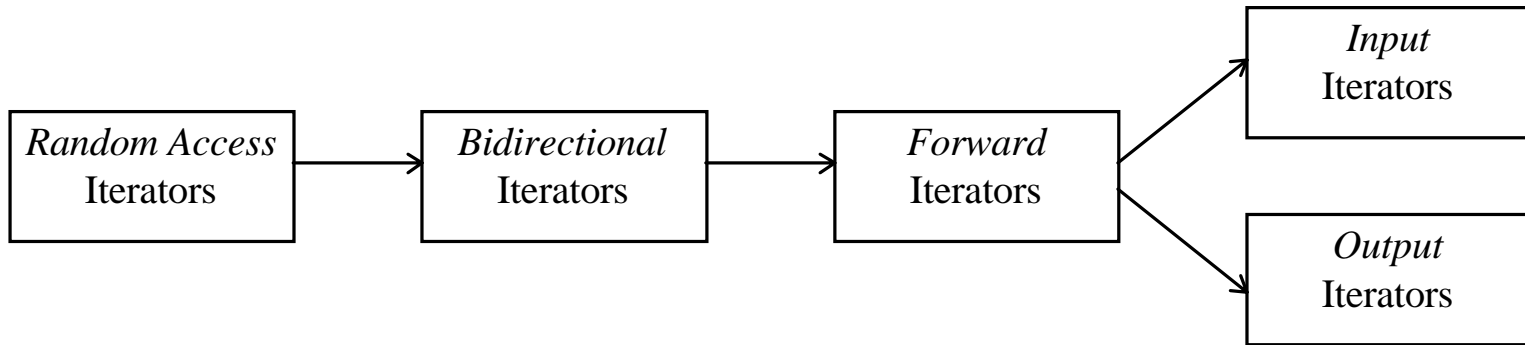 Random Access
Iterators
Bidirectional
Iterators
Forward
Iterators
Input
Iterators
Output
Iterators